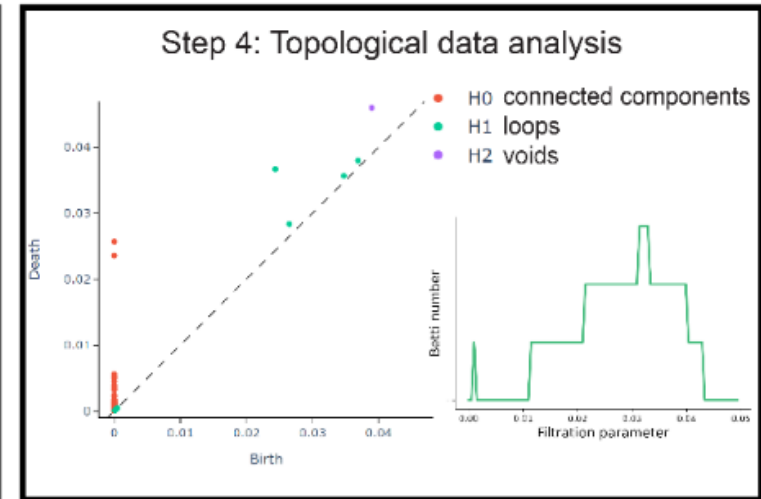 Step 4: Topological data analysis
H0 connected components
H1 loops
H2 voids
0.04
0.03
0.02
0.01
0
Death
0 0.01 0.02 0.03 0.04
Birth
Betti number
0.00 0.01 0.02 0.03 0.04 0.05
Filtration parameter